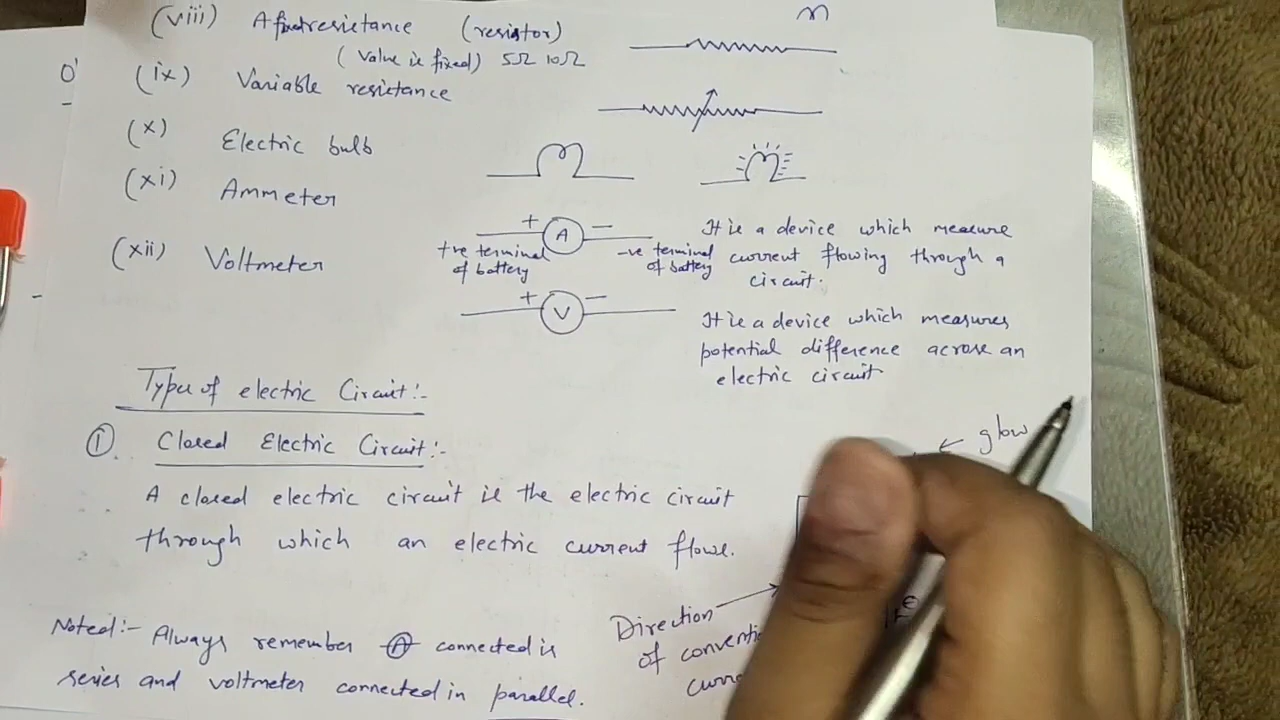 (viii) A fixed resistance (resistor)
(Value is fixed) 5Ω 10Ω
(ix) Variable resistance
(x) Electric bulb
(xi) Ammeter
+ A −
+ve terminal of battery
-ve terminal of battery
It is a device which measure
current flowing through a
circuit.
(xii) Voltmeter
+ V −
It is a device which measures
potential difference across an
electric circuit
Types of electric Circuit:-
① Closed Electric Circuit:-
A closed electric circuit is the electric circuit
through which an electric current flows.
← glow
Direction
of
Noted:- Always remember A connected is
series and voltmeter connected in parallel.